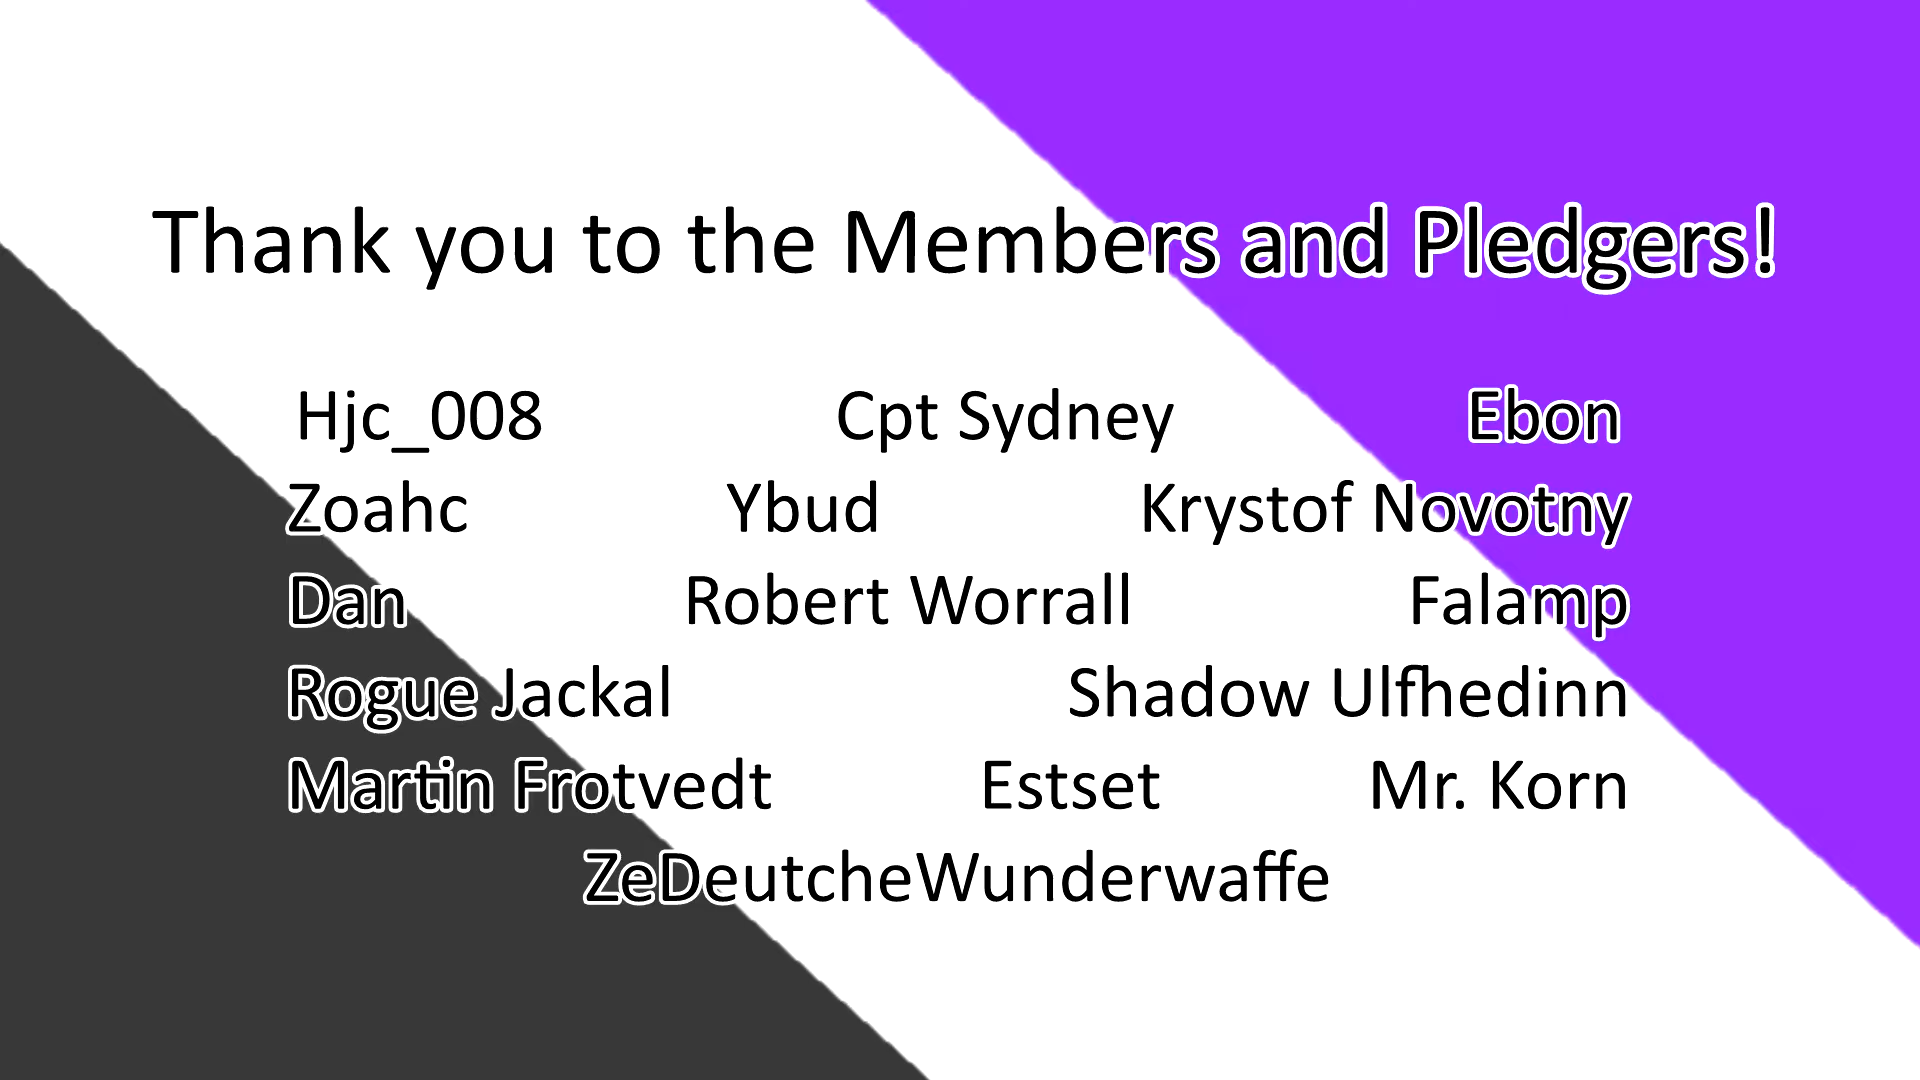 Thank you to the Members and Pledgers!
Hjc_008 Cpt Sydney Ebon
Zoahc Ybud Krystof Novotny
Dan Robert Worrall Falamp
Rogue Jackal Shadow Ulfhedinn
Martin Frotvedt Estset Mr. Korn
ZeDeutcheWunderwaffe